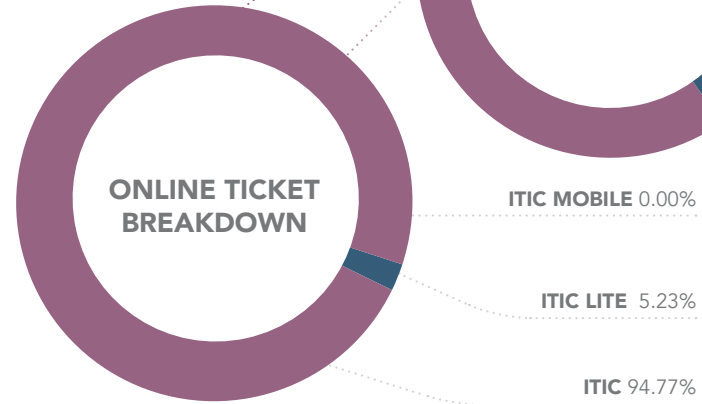 ONLINE TICKET
BREAKDOWN
ITIC MOBILE 0.00%
ITIC LITE 5.23%
ITIC 94.77%